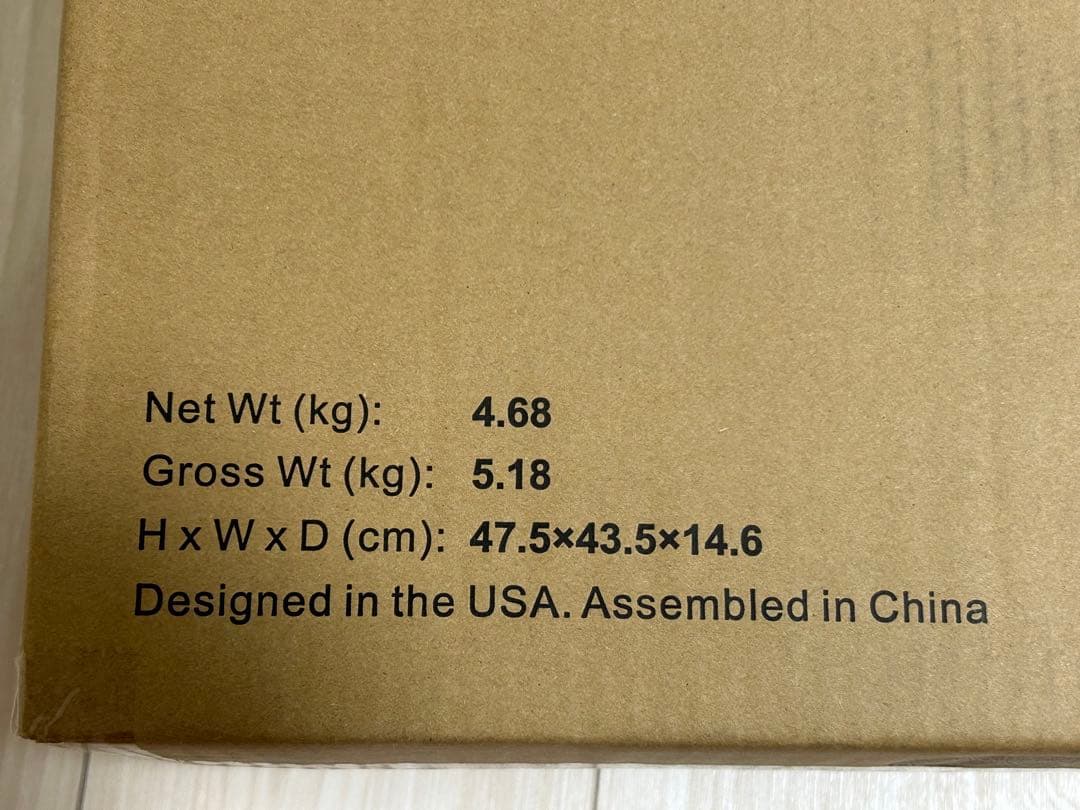 Net Wt (kg): 4.68
Gross Wt (kg): 5.18
H x W x D (cm): 47.5×43.5×14.6
Designed in the USA. Assembled in China